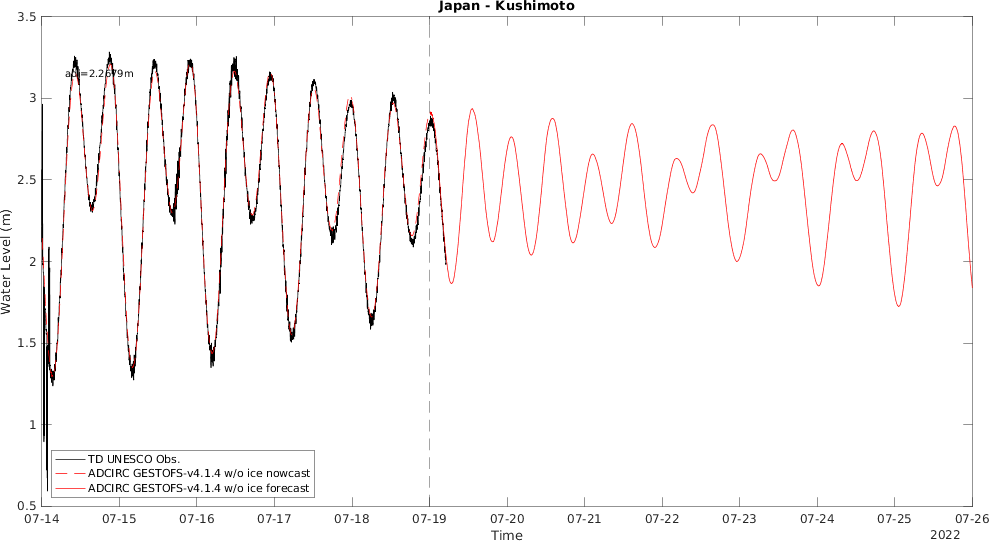 Japan - Kushimoto
3.5
3
2.5
2
1.5
1
0.5
Water Level (m)
adj=2.2679m
TD UNESCO Obs.
ADCIRC GESTOFS-v4.1.4 w/o ice nowcast
ADCIRC GESTOFS-v4.1.4 w/o ice forecast
07-14 07-15 07-16 07-17 07-18 07-19 07-20 07-21 07-22 07-23 07-24 07-25 07-26
Time
2022